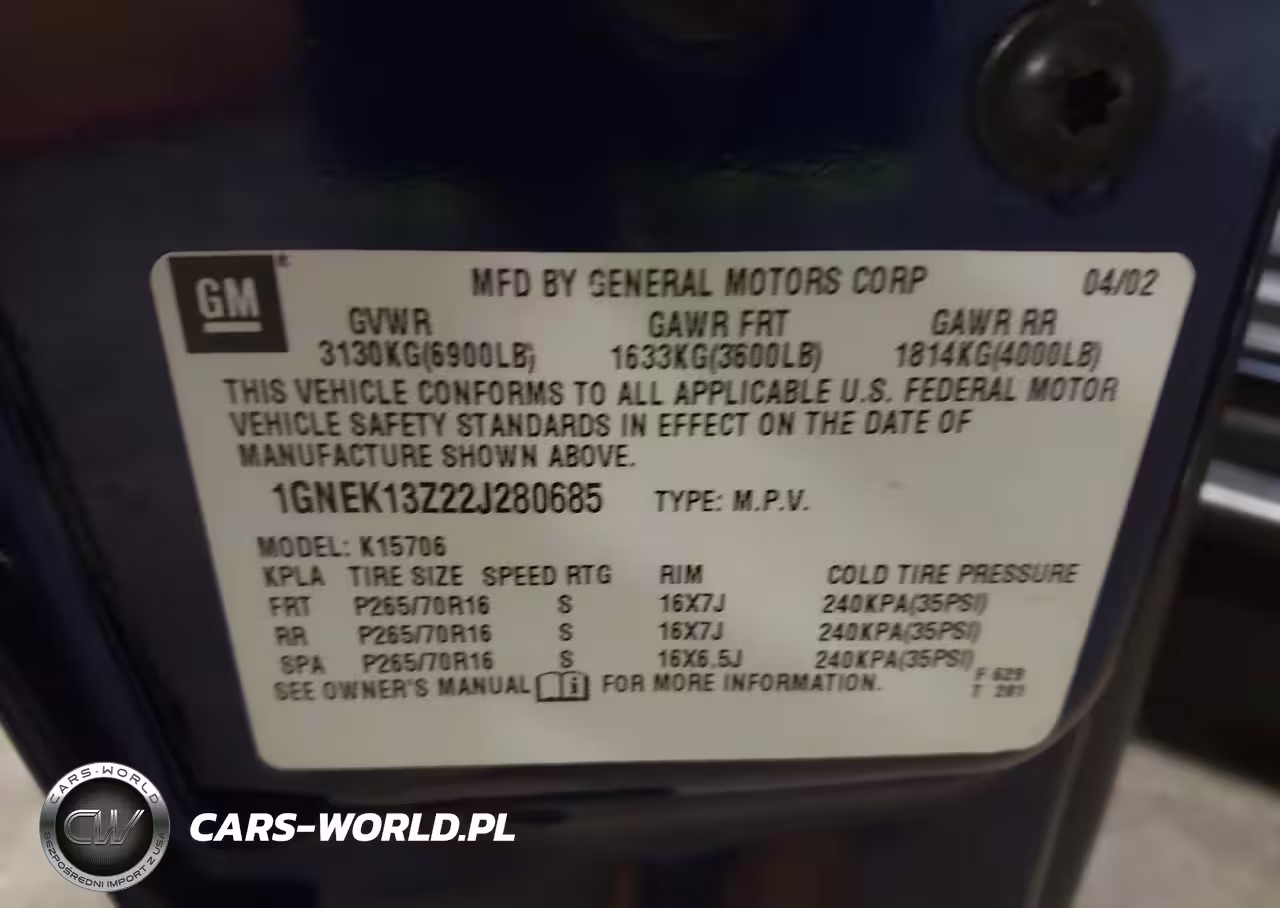 GM
MFD BY GENERAL MOTORS CORP 04/02
GVWR GAWR FRT GAWR RR
3130KG(6900LB) 1633KG(3600LB) 1814KG(4000LB)
THIS VEHICLE CONFORMS TO ALL APPLICABLE U.S. FEDERAL MOTOR
VEHICLE SAFETY STANDARDS IN EFFECT ON THE DATE OF
MANUFACTURE SHOWN ABOVE.
1GNEK13Z22J280685 TYPE: M.P.V.
MODEL: K15706
KPLA TIRE SIZE SPEED RTG RIM COLD TIRE PRESSURE
FRT P265/70R16 S 16X7J 240KPA(35PSI)
RR P265/70R16 S 16X7J 240KPA(35PSI)
SPA P265/70R16 S 16X6.5J 240KPA(35PSI)
SEE OWNER'S MANUAL i FOR MORE INFORMATION.
F 629
T 281
CARS-WORLD
CW
BEZPOŚREDNI IMPORT Z USA
CARS-WORLD.PL